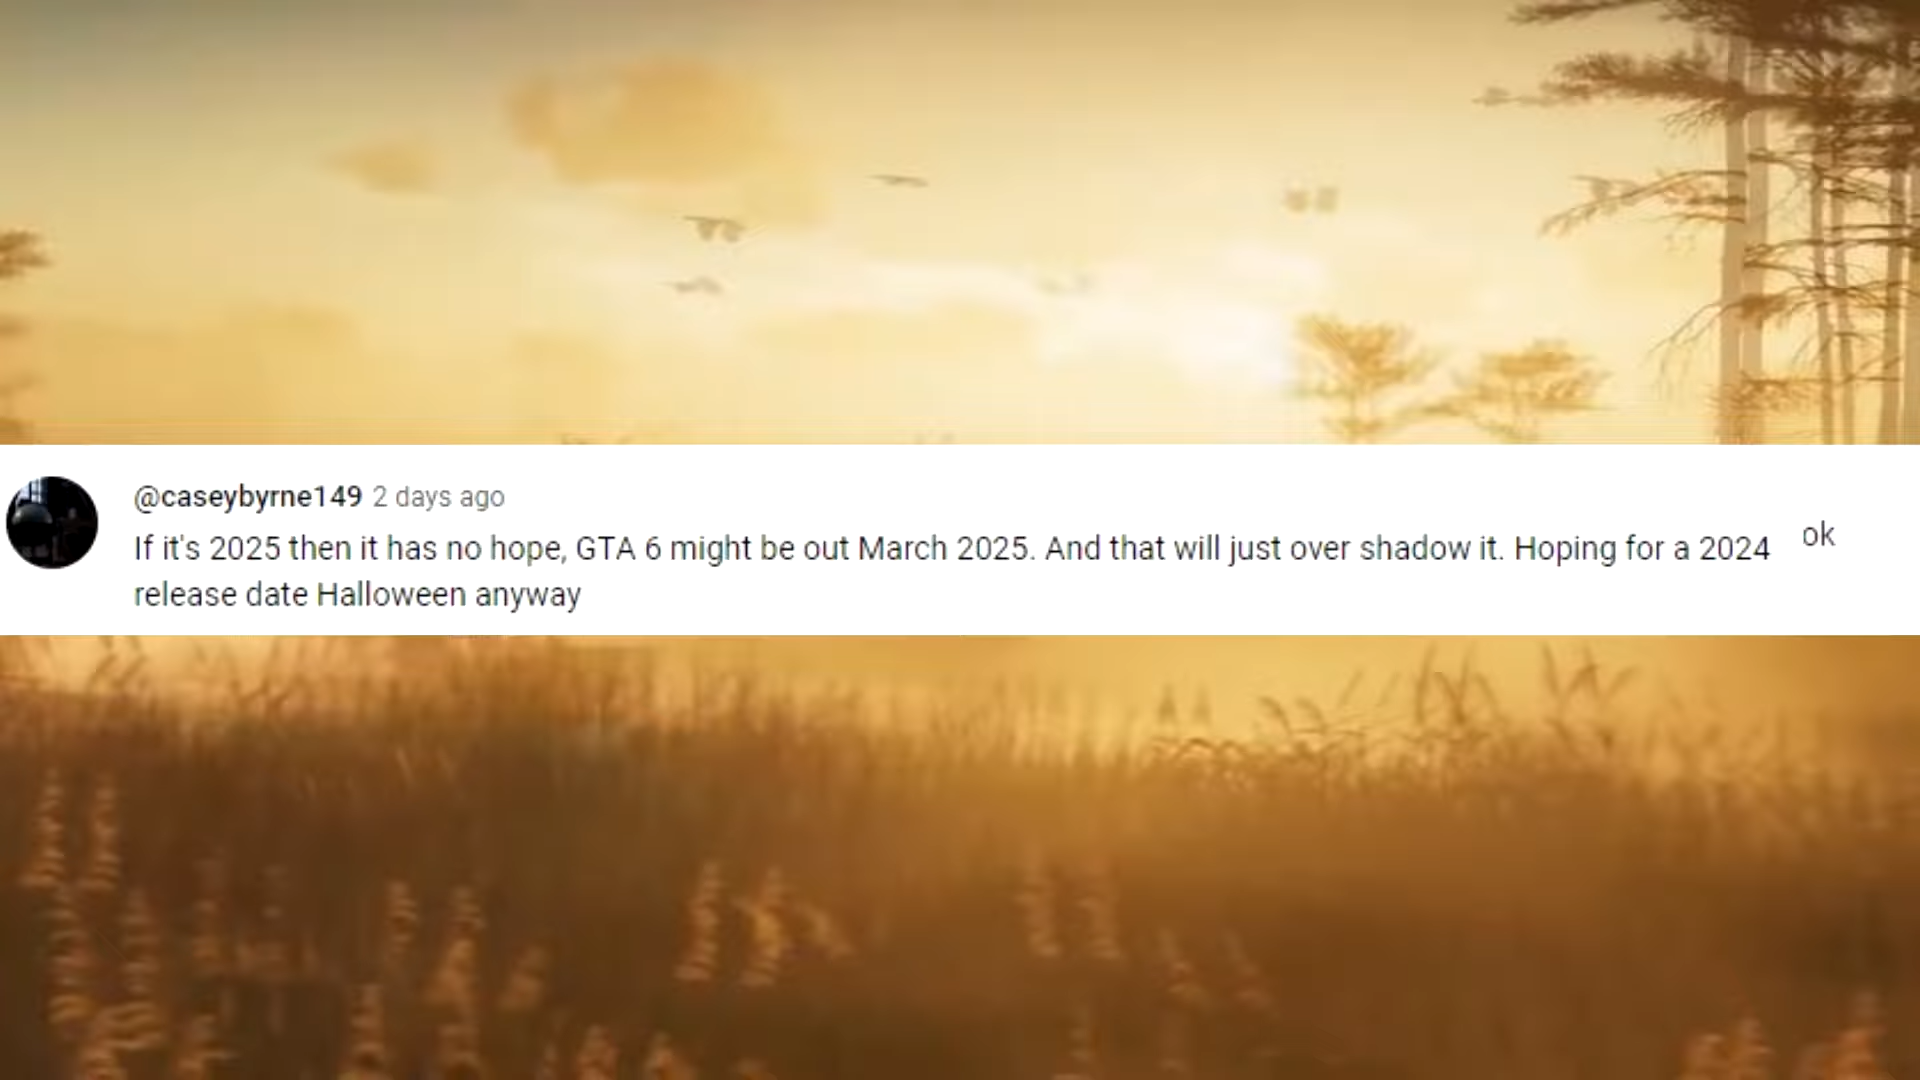 @caseybyrne149 2 days ago
If it's 2025 then it has no hope, GTA 6 might be out March 2025. And that will just over shadow it. Hoping for a 2024
release date Halloween anyway
ok